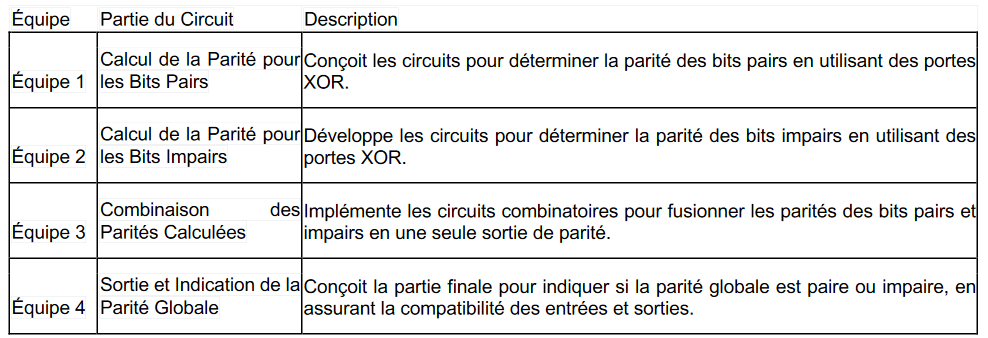 Équipe Partie du Circuit Description
Équipe 1
Calcul de la Parité pour
les Bits Pairs
Conçoit les circuits pour déterminer la parité des bits pairs en utilisant des portes
XOR.
Équipe 2
Calcul de la Parité pour
les Bits Impairs
Développe les circuits pour déterminer la parité des bits impairs en utilisant des
portes XOR.
Équipe 3
Combinaison des
Parités Calculées
Implémente les circuits combinatoires pour fusionner les parités des bits pairs et
impairs en une seule sortie de parité.
Équipe 4
Sortie et Indication de la
Parité Globale
Conçoit la partie finale pour indiquer si la parité globale est paire ou impaire, en
assurant la compatibilité des entrées et sorties.